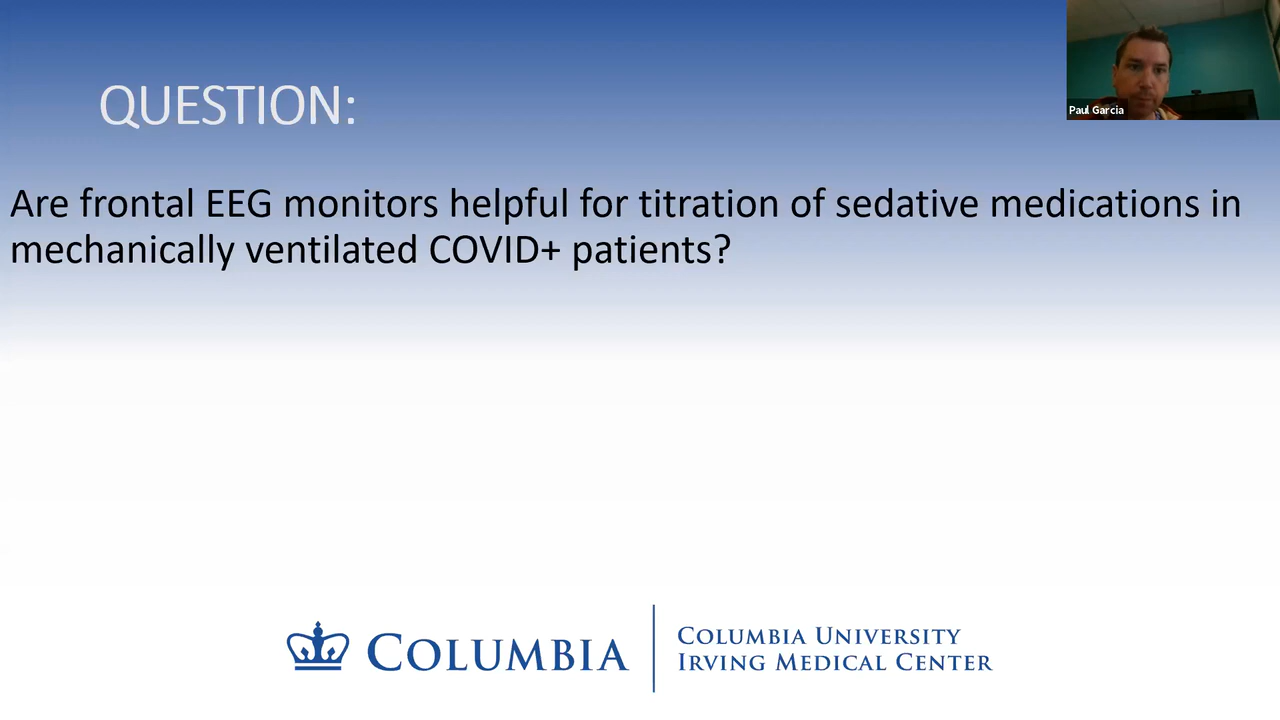 Paul Garcia
QUESTION:
Are frontal EEG monitors helpful for titration of sedative medications in
mechanically ventilated COVID+ patients?
COLUMBIA
COLUMBIA UNIVERSITY
IRVING MEDICAL CENTER